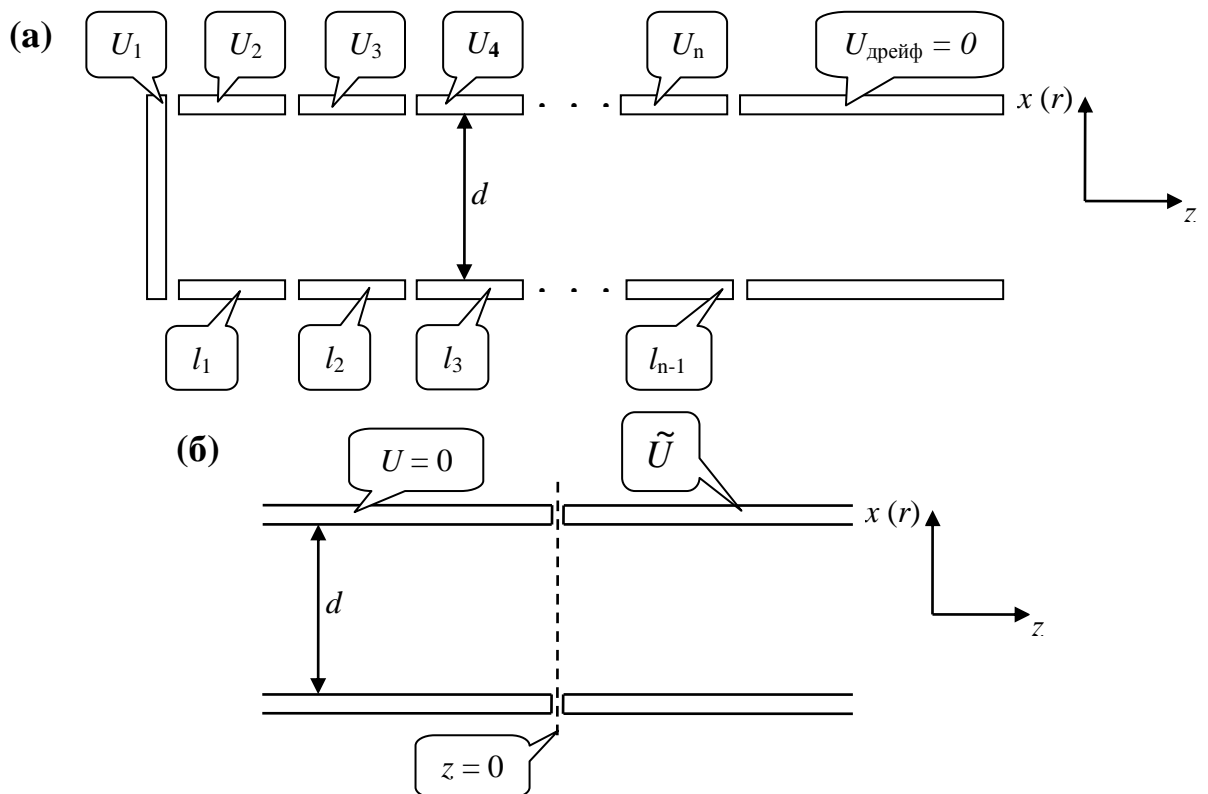 (а)
U1 U2 U3 U4 Un Uдрейф = 0
x (r)
. . .
d
z
. . .
l1 l2 l3 ln-1
(б)
U = 0 Ũ
x (r)
d
z
z = 0